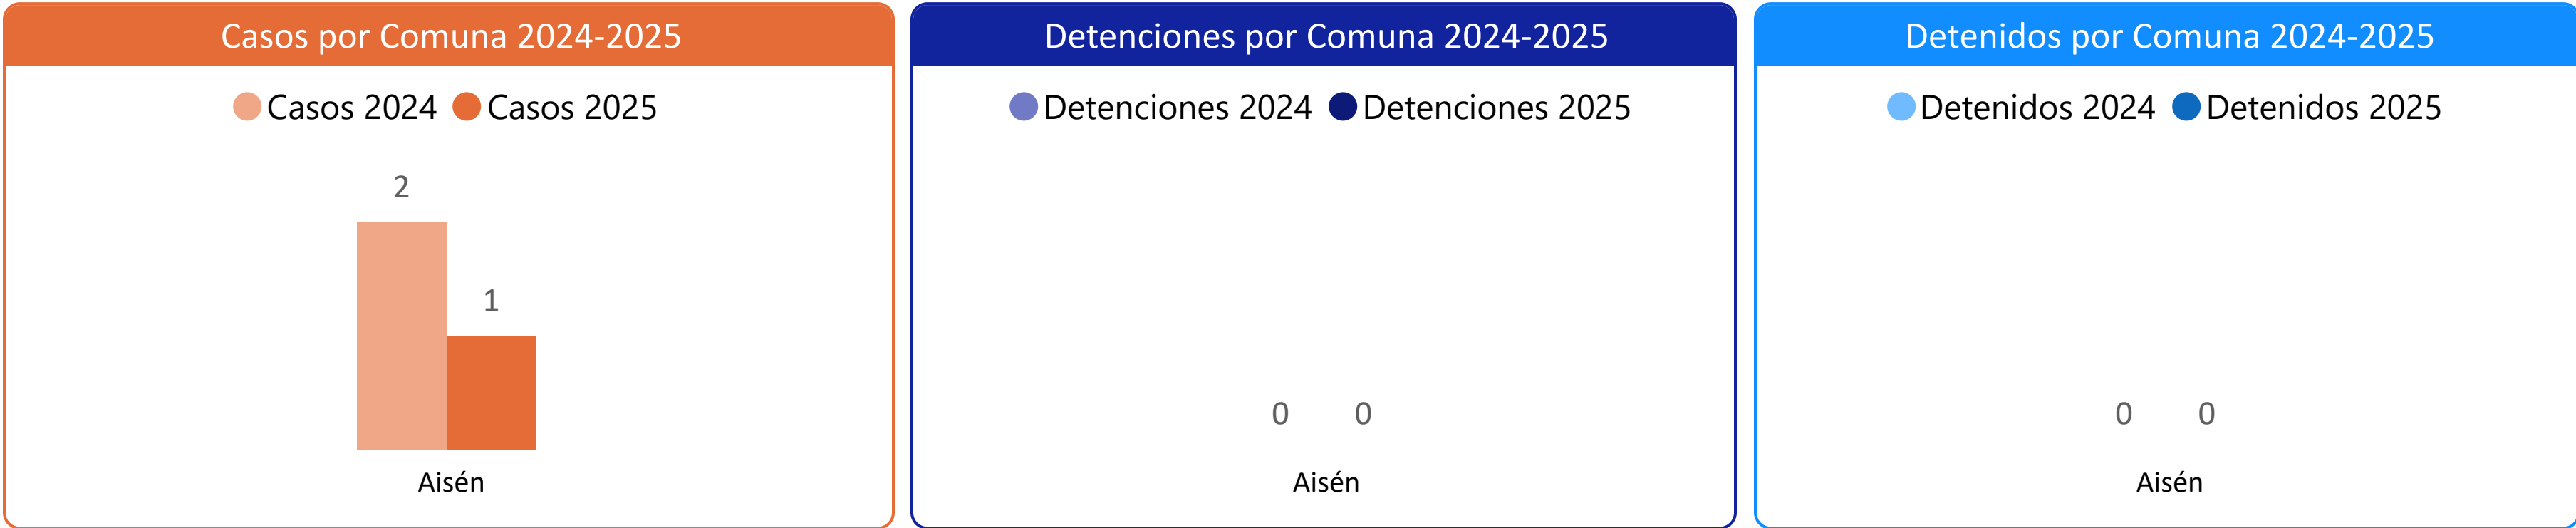 Casos por Comuna 2024-2025
Casos 2024 Casos 2025
2
1
Aisén
Detenciones por Comuna 2024-2025
Detenciones 2024 Detenciones 2025
0 0
Aisén
Detenidos por Comuna 2024-2025
Detenidos 2024 Detenidos 2025
0 0
Aisén